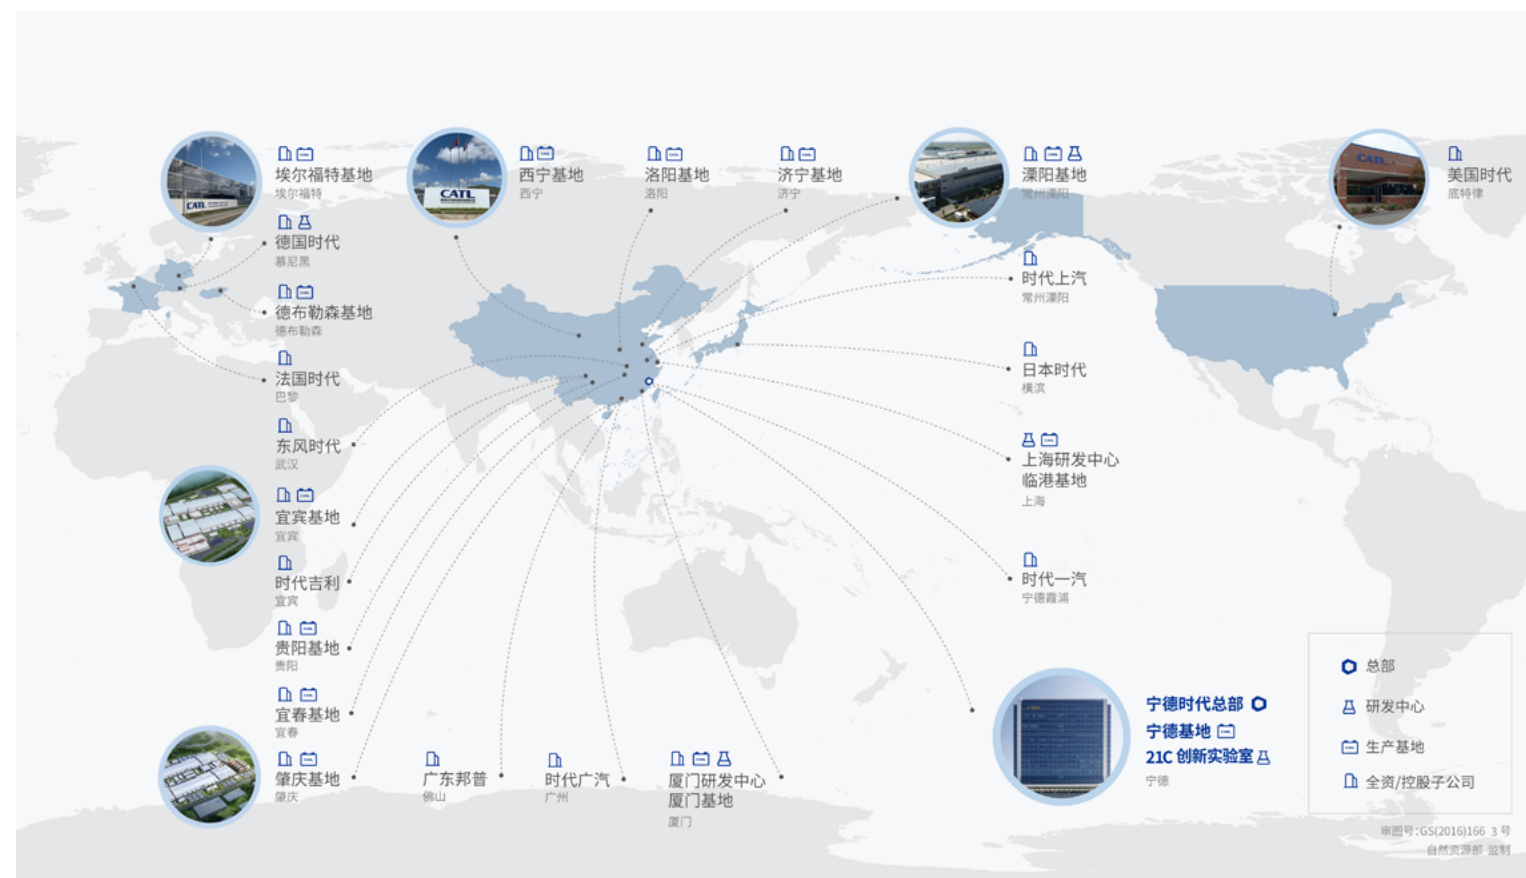 埃尔福特基地
埃尔福特
德国时代
慕尼黑
德布勒森基地
德布勒森
法国时代
巴黎
东风时代
武汉
宜宾基地
宜宾
时代吉利
宜宾
贵阳基地
贵阳
宜春基地
宜春
肇庆基地
肇庆
CATL
CATL
西宁基地
西宁
洛阳基地
洛阳
济宁基地
济宁
溧阳基地
常州溧阳
时代上汽
常州溧阳
日本时代
横滨
上海研发中心
临港基地
上海
时代一汽
宁德霞浦
CATL
美国时代
底特律
广东邦普
佛山
时代广汽
广州
厦门研发中心
厦门基地
厦门
宁德时代总部
宁德基地
21C 创新实验室
宁德
总部
研发中心
生产基地
全资/控股子公司
审图号:GS(2016)166 3 号
自然资源部 监制